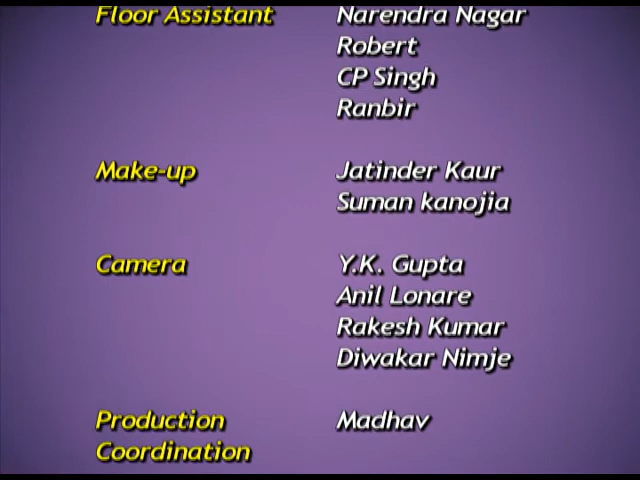 Floor Assistant Narendra Nagar
Robert
CP Singh
Ranbir
Make-up Jatinder Kaur
Suman kanojia
Camera Y.K. Gupta
Anil Lonare
Rakesh Kumar
Diwakar Nimje
Production Madhav
Coordination